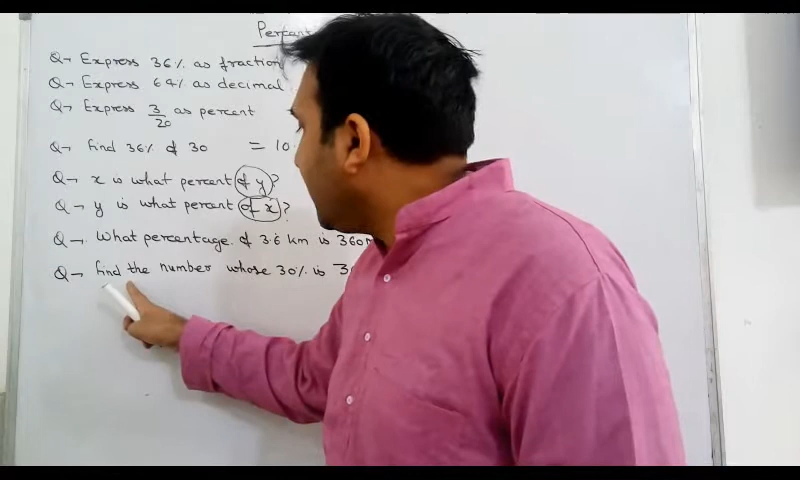 Q→ Express 36% as fraction
Q→ Express 64% as decimal
Q→ Express 3/20 as percent
Q→ find 36% of 30 = 10
Q→ x is what percent of y?
Q→ y is what percent of x?
Q→ What percentage of 3.6 km is 360
Q→ find the number whose 30% is